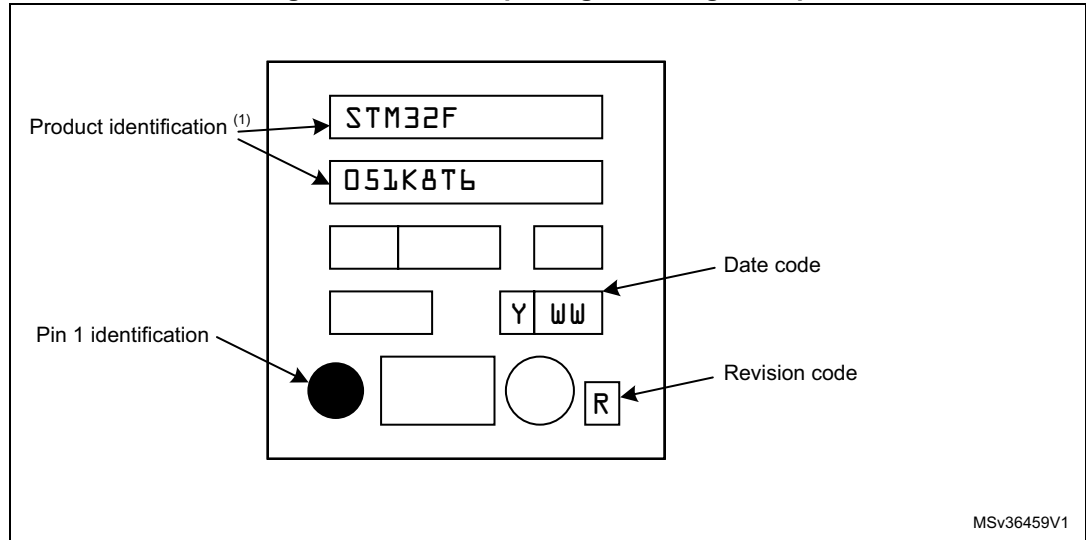 Product identification (1)
STM32F
051K8T6
Date code
Y WW
Pin 1 identification
Revision code
R
MSv36459V1